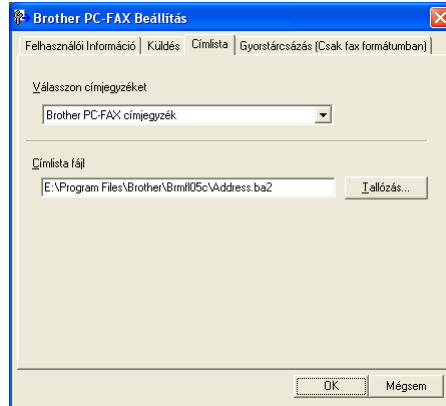 Brother PC-FAX Beállítás
Felhasználói Információ Küldés Címlista Gyorstárcsázás (Csak fax formátumban)
Válasszon címjegyzéket
Brother PC-FAX címjegyzék
Címlista fájl
E:\Program Files\Brother\Brmfl05c\Address.ba2 Tallózás...
OK Mégsem